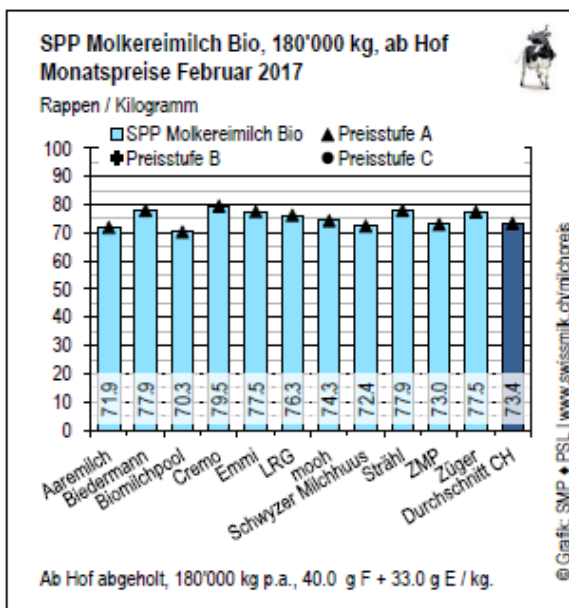 SPP Molkereimilch Bio, 180'000 kg, ab Hof
Monatspreise Februar 2017
Rappen / Kilogramm
SPP Molkereimilch Bio Preisstufe A
Preisstufe B Preisstufe C
100
90
80
70
60
50
40
30
20
10
0
71.9
77.9
70.3
79.5
77.5
76.3
74.3
72.4
77.9
73.0
77.5
73.4
Aaremilch
Biedermann
Biomilchpool
Cremo
Emmi
LRG
mooh
Schwyzer Milchhuus
Strähl
ZMP
Züger
Durchschnitt CH
Ab Hof abgeholt, 180'000 kg p.a., 40.0 g F + 33.0 g E / kg.
© Grafik: SMP ♦ PSL | www.swissmilk.ch/milchpreis